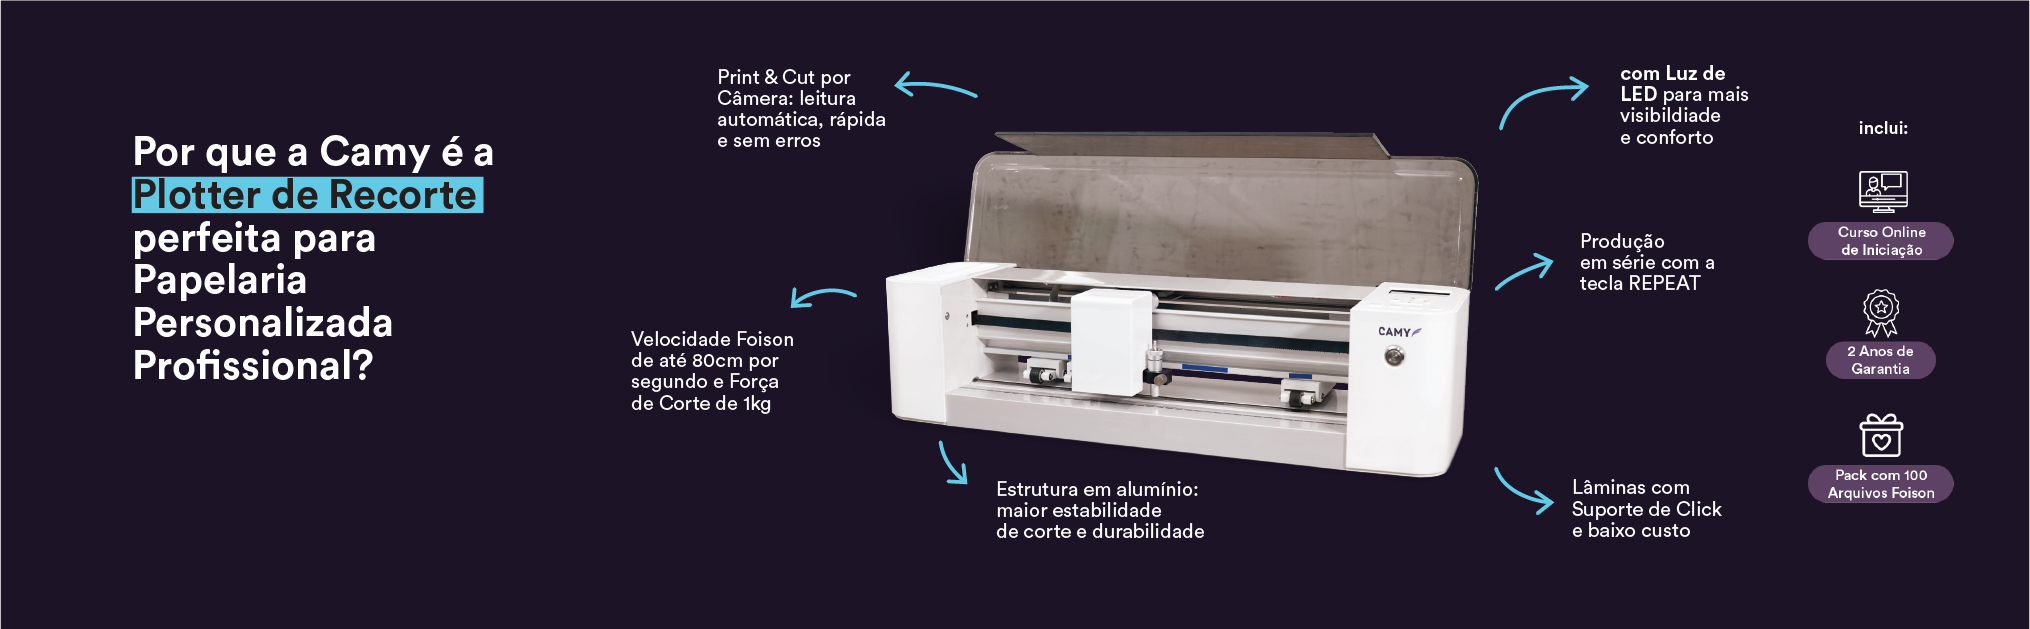 Por que a Camy é a
Plotter de Recorte
perfeita para
Papelaria
Personalizada
Profissional?
Print & Cut por
Câmera: leitura
automática, rápida
e sem erros
Velocidade Foison
de até 80cm por
segundo e Força
de Corte de 1kg
Estrutura em alumínio:
maior estabilidade
de corte e durabilidade
com Luz de
LED para mais
visibildiade
e conforto
Produção
em série com a
tecla REPEAT
Lâminas com
Suporte de Click
e baixo custo
CAMY
inclui:
Curso Online
de Iniciação
2 Anos de
Garantia
Pack com 100
Arquivos Foison